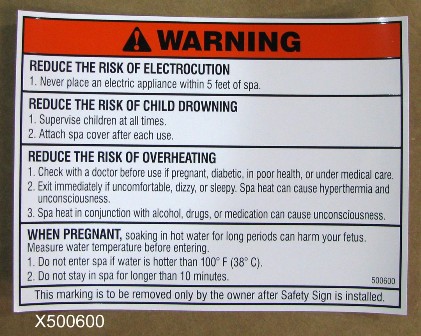 WARNING
REDUCE THE RISK OF ELECTROCUTION
1. Never place an electric appliance within 5 feet of spa.
REDUCE THE RISK OF CHILD DROWNING
1. Supervise children at all times.
2. Attach spa cover after each use.
REDUCE THE RISK OF OVERHEATING
1. Check with a doctor before use if pregnant, diabetic, in poor health, or under medical care.
2. Exit immediately if uncomfortable, dizzy, or sleepy. Spa heat can cause hyperthermia and
unconsciousness.
3. Spa heat in conjunction with alcohol, drugs, or medication can cause unconsciousness.
WHEN PREGNANT, soaking in hot water for long periods can harm your fetus.
Measure water temperature before entering.
1. Do not enter spa if water is hotter than 100° F (38° C).
2. Do not stay in spa for longer than 10 minutes.
500600
This marking is to be removed only by the owner after Safety Sign is installed.
X500600